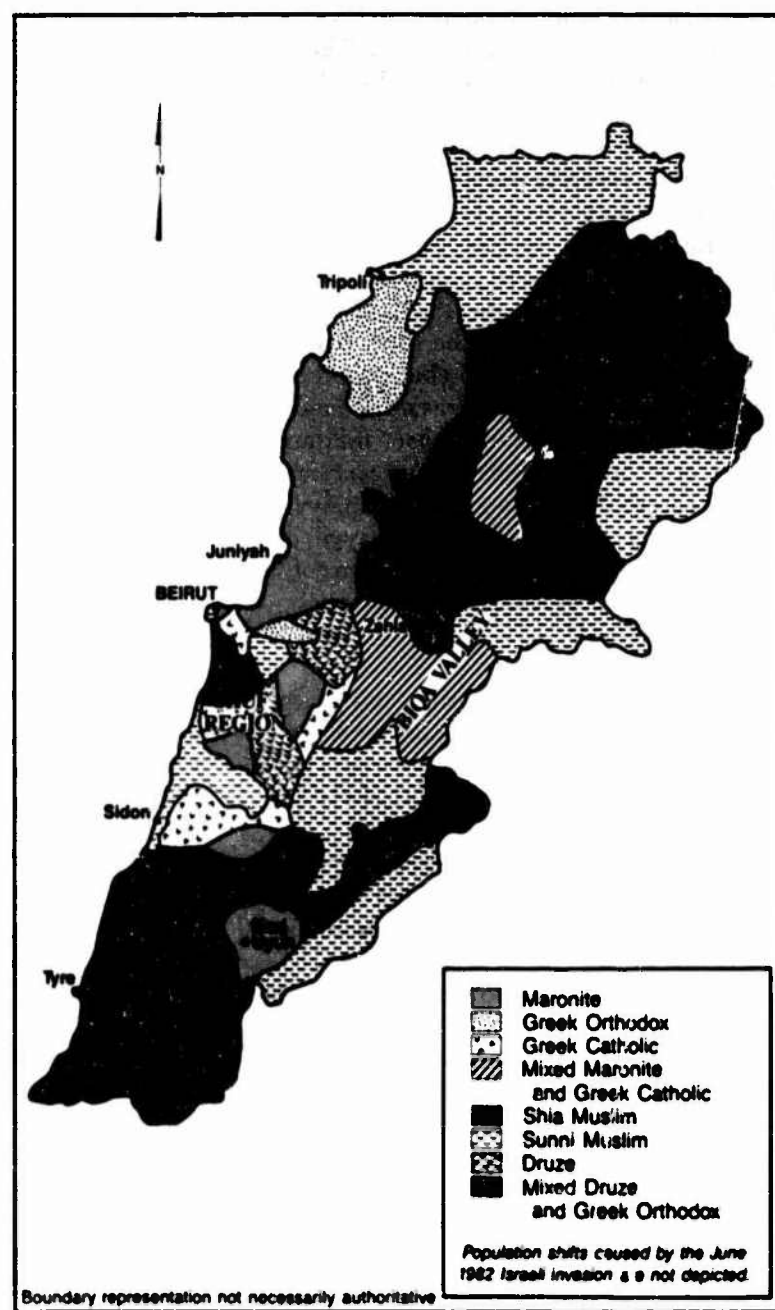 N
Tripoli
Juniyah
BEIRUT
Zahla
BIQA VALLEY
REGION
Sidon
Tyre
Maronite
Greek Orthodox
Greek Catholic
Mixed Maronite
and Greek Catholic
Shia Muslim
Sunni Muslim
Druze
Mixed Druze
and Greek Orthodox
Population shifts caused by the June
1982 Israeli invasion a e not depicted.
Boundary representation not necessarily authoritative